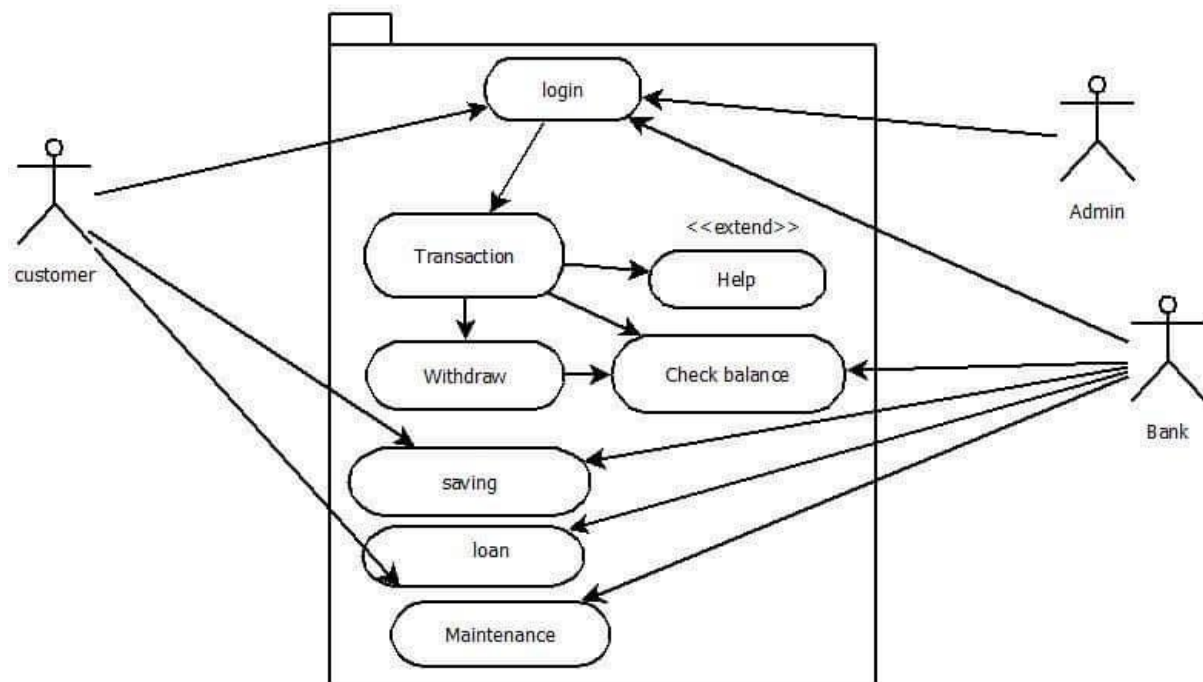 login
Admin
<<extend>>
Transaction
customer
Help
Withdraw
Check balance
Bank
saving
loan
Maintenance